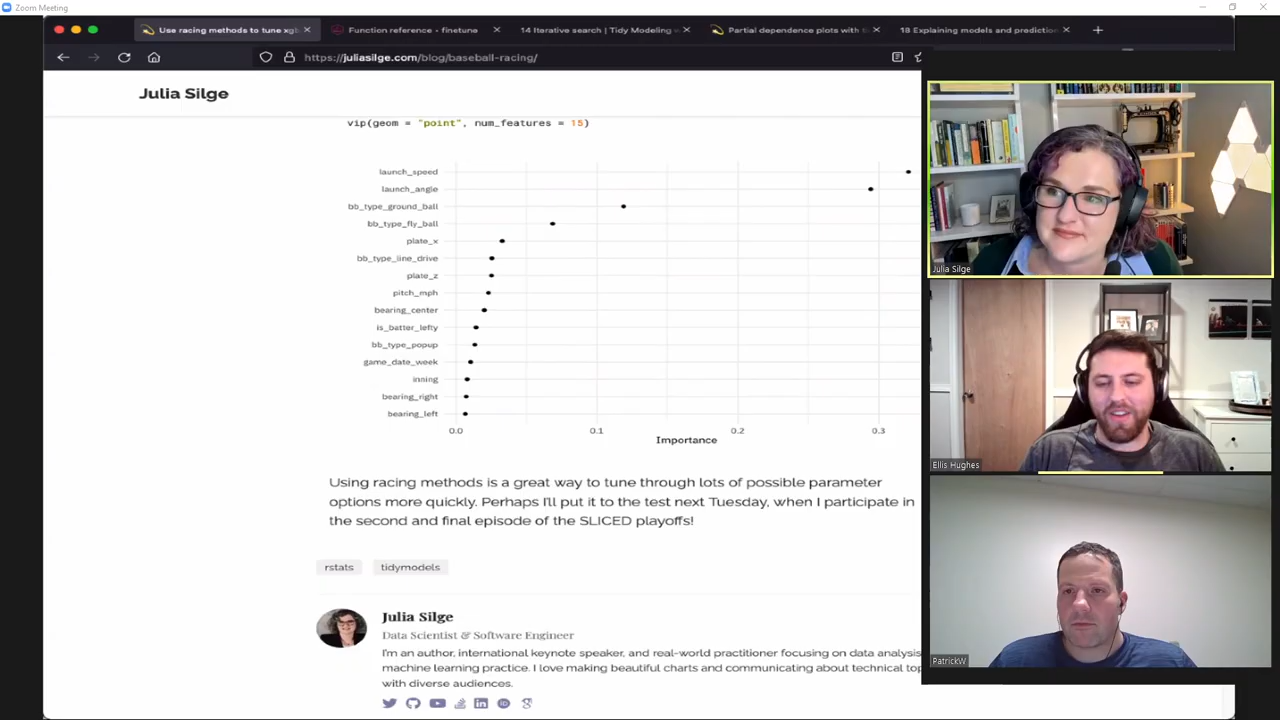 Zoom Meeting
Use racing methods to tune xgb
Function reference - finetune
14 Iterative search | Tidy Modeling w
Partial dependence plots with ti
18 Explaining models and prediction
https://juliasilge.com/blog/baseball-racing/
Julia Silge
vip(geom = "point", num_features = 15)
launch_speed
launch_angle
bb_type_ground_ball
bb_type_fly_ball
plate_x
bb_type_line_drive
plate_z
pitch_mph
bearing_center
is_batter_lefty
bb_type_popup
game_date_week
inning
bearing_right
bearing_left
0.0 0.1 0.2 0.3
Importance
Using racing methods is a great way to tune through lots of possible parameter
options more quickly. Perhaps I'll put it to the test next Tuesday, when I participate in
the second and final episode of the SLICED playoffs!
rstats tidymodels
Julia Silge
Data Scientist & Software Engineer
I'm an author, international keynote speaker, and real-world practitioner focusing on data analysis
machine learning practice. I love making beautiful charts and communicating about technical top
with diverse audiences.
Julia Silge
Ellis Hughes
PatrickW